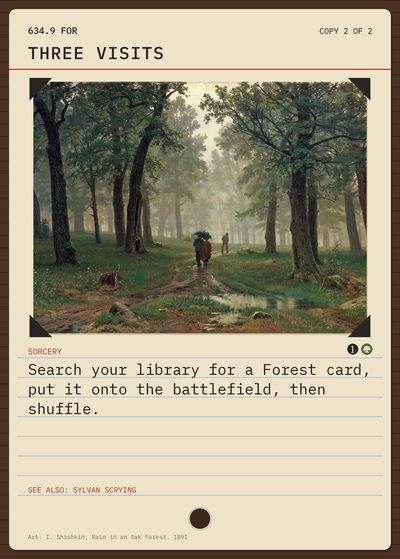 634.9 FOR
COPY 2 OF 2
THREE VISITS
SORCERY
1
Search your library for a Forest card,
put it onto the battlefield, then
shuffle.
SEE ALSO: SYLVAN SCRYING
Art: I. Shishkin, Rain in an Oak Forest, 1891